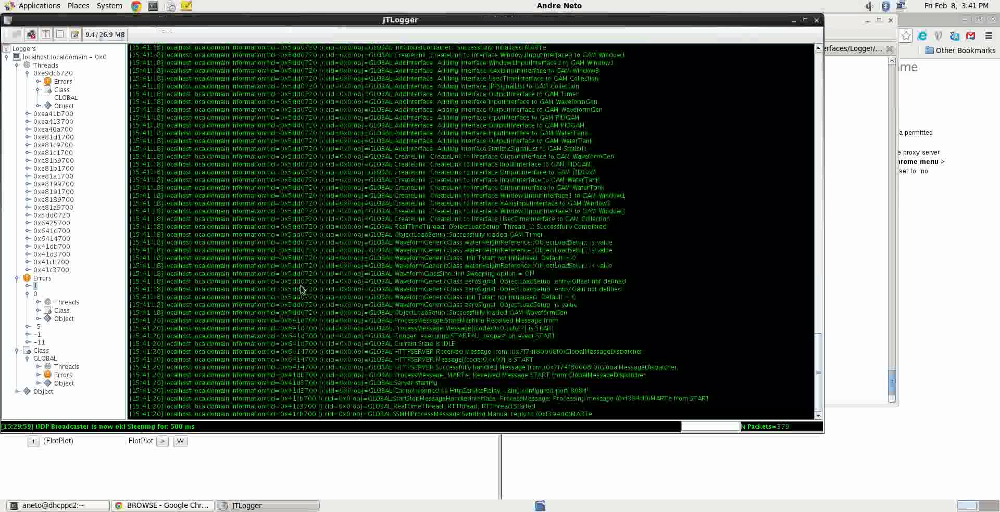 Applications Places System
Andre Neto
Fri Feb 8, 3:41 PM
JTLogger
9.4/26.9 MB
Loggers
localhost.localdomain - 0x0
Threads
0xe9dc6720
Errors
Class
GLOBAL
Object
0xea41b700
0xea413700
0xea40a700
0xe81d1700
0xe81c9700
0xe81c1700
0xe81b9700
0xe81b1700
0xe81a1700
0xe8199700
0xe8191700
0xe8189700
0xe81a9700
0x5dd0720
0x6425700
0x641d700
0x6414700
0x41db700
0x41d3700
0x41cb700
0x41c3700
Errors
1
0
Threads
Class
Object
-5
-1
-11
Class
GLOBAL
Threads
Errors
Object
Object
[15:41:18] localhost.localdomain:Information:tid=0x5dd0720 ():cid=0x0:obj=GLOBAL:InitGlobalContainer:: Successfully initialized MARTe
[15:41:18] localhost.localdomain:Information:tid=0x5dd0720 ():cid=0x0:obj=GLOBAL:CreateLink: CreateLink to Interface Window1InputInterface0 to GAM Window1
[15:41:18] localhost.localdomain:Information:tid=0x5dd0720 ():cid=0x0:obj=GLOBAL:AddInterface: Adding Interface Window1InputInterface1 to GAM Window1
[15:41:18] localhost.localdomain:Information:tid=0x5dd0720 ():cid=0x0:obj=GLOBAL:AddInterface: Adding Interface XAxisInputInterface to GAM Window3
[15:41:18] localhost.localdomain:Information:tid=0x5dd0720 ():cid=0x0:obj=GLOBAL:AddInterface: Adding Interface UsecTimeInterface to GAM Collection
[15:41:18] localhost.localdomain:Information:tid=0x5dd0720 ():cid=0x0:obj=GLOBAL:AddInterface: Adding Interface JPFSignalList to GAM Collection
[15:41:18] localhost.localdomain:Information:tid=0x5dd0720 ():cid=0x0:obj=GLOBAL:AddInterface: Adding Interface OutputInterface to GAM Timer
[15:41:18] localhost.localdomain:Information:tid=0x5dd0720 ():cid=0x0:obj=GLOBAL:AddInterface: Adding Interface InputInterface to GAM WaveformGen
[15:41:18] localhost.localdomain:Information:tid=0x5dd0720 ():cid=0x0:obj=GLOBAL:AddInterface: Adding Interface OutputInterface to GAM WaveformGen
[15:41:18] localhost.localdomain:Information:tid=0x5dd0720 ():cid=0x0:obj=GLOBAL:AddInterface: Adding Interface InputInterface to GAM PIDGAM
[15:41:18] localhost.localdomain:Information:tid=0x5dd0720 ():cid=0x0:obj=GLOBAL:AddInterface: Adding Interface OutputInterface to GAM PIDGAM
[15:41:18] localhost.localdomain:Information:tid=0x5dd0720 ():cid=0x0:obj=GLOBAL:AddInterface: Adding Interface InputInterface to GAM WaterTank
[15:41:18] localhost.localdomain:Information:tid=0x5dd0720 ():cid=0x0:obj=GLOBAL:AddInterface: Adding Interface OutputInterface to GAM WaterTank
[15:41:18] localhost.localdomain:Information:tid=0x5dd0720 ():cid=0x0:obj=GLOBAL:AddInterface: Adding Interface StatisticSignalList to GAM Statistic
[15:41:18] localhost.localdomain:Information:tid=0x5dd0720 ():cid=0x0:obj=GLOBAL:CreateLink: CreateLink to Interface OutputInterface to GAM WaveformGen
[15:41:18] localhost.localdomain:Information:tid=0x5dd0720 ():cid=0x0:obj=GLOBAL:CreateLink: CreateLink to Interface InputInterface to GAM PIDGAM
[15:41:18] localhost.localdomain:Information:tid=0x5dd0720 ():cid=0x0:obj=GLOBAL:CreateLink: CreateLink to Interface OutputInterface to GAM PIDGAM
[15:41:18] localhost.localdomain:Information:tid=0x5dd0720 ():cid=0x0:obj=GLOBAL:CreateLink: CreateLink to Interface InputInterface to GAM WaterTank
[15:41:18] localhost.localdomain:Information:tid=0x5dd0720 ():cid=0x0:obj=GLOBAL:CreateLink: CreateLink to Interface OutputInterface to GAM WaterTank
[15:41:18] localhost.localdomain:Information:tid=0x5dd0720 ():cid=0x0:obj=GLOBAL:CreateLink: CreateLink to Interface Window1InputInterface1 to GAM Window1
[15:41:18] localhost.localdomain:Information:tid=0x5dd0720 ():cid=0x0:obj=GLOBAL:CreateLink: CreateLink to Interface XAxisInputInterface to GAM Window3
[15:41:18] localhost.localdomain:Information:tid=0x5dd0720 ():cid=0x0:obj=GLOBAL:CreateLink: CreateLink to Interface Window3InputInterface0 to GAM Window3
[15:41:18] localhost.localdomain:Information:tid=0x5dd0720 ():cid=0x0:obj=GLOBAL:CreateLink: CreateLink to Interface UsecTimeInterface to GAM Collection
[15:41:18] localhost.localdomain:Information:tid=0x5dd0720 ():cid=0x0:obj=GLOBAL:RealTimeThread::ObjectLoadSetup: Thread_1: Successfully Completed
[15:41:18] localhost.localdomain:Information:tid=0x5dd0720 ():cid=0x0:obj=GLOBAL:ObjectLoadSetup::Successfully loaded GAM Timer
[15:41:18] localhost.localdomain:Information:tid=0x5dd0720 ():cid=0x0:obj=GLOBAL:WaveformGenericClass waterHeightReference::ObjectLoadSetup: is value
[15:41:18] localhost.localdomain:Information:tid=0x5dd0720 ():cid=0x0:obj=GLOBAL:WaveformGenericClass waterHeightReference::ObjectLoadSetup: is value
[15:41:18] localhost.localdomain:Information:tid=0x5dd0720 ():cid=0x0:obj=GLOBAL:WaveformGenericClass::Init Tstart not initialised. Default = 0
[15:41:18] localhost.localdomain:Information:tid=0x5dd0720 ():cid=0x0:obj=GLOBAL:WaveformGenericClass waterHeightReference::ObjectLoadSetup: is value
[15:41:18] localhost.localdomain:Information:tid=0x5dd0720 ():cid=0x0:obj=GLOBAL:WaveformClassSine::Init Sweeping option = ON
[15:41:18] localhost.localdomain:Information:tid=0x5dd0720 ():cid=0x0:obj=GLOBAL:WaveformGenericClass zeroSignal::ObjectLoadSetup: entry Offset not defined
[15:41:18] localhost.localdomain:Information:tid=0x5dd0720 ():cid=0x0:obj=GLOBAL:WaveformGenericClass zeroSignal::ObjectLoadSetup: entry Gain not defined
[15:41:18] localhost.localdomain:Information:tid=0x5dd0720 ():cid=0x0:obj=GLOBAL:WaveformGenericClass::Init Tstart not initialised. Default = 0
[15:41:18] localhost.localdomain:Information:tid=0x5dd0720 ():cid=0x0:obj=GLOBAL:WaveformGenericClass zeroSignal::ObjectLoadSetup: is value
[15:41:18] localhost.localdomain:Information:tid=0x5dd0720 ():cid=0x0:obj=GLOBAL:ObjectLoadSetup::Successfully loaded GAM WaveformGen
[15:41:20] localhost.localdomain:Information:tid=0x641d700 ():cid=0x0:obj=GLOBAL:ProcessMessage:StateMachine Received Message from
[15:41:20] localhost.localdomain:Information:tid=0x641d700 ():cid=0x0:obj=GLOBAL:ProcessMessage:Message[(code)0x0,(id)27] is START
[15:41:20] localhost.localdomain:Information:tid=0x641d700 ():cid=0x0:obj=GLOBAL:Trigger: executing STARTALL request on event START
[15:41:20] localhost.localdomain:Information:tid=0x641d700 ():cid=0x0:obj=GLOBAL:Current State is IDLE
[15:41:20] localhost.localdomain:Information:tid=0x6414700 ():cid=0x0:obj=GLOBAL:HTTPSERVER Received Message from (0x7f74f80008f0)GlobalMessageDispatcher
[15:41:20] localhost.localdomain:Information:tid=0x6414700 ():cid=0x0:obj=GLOBAL:HTTPSERVER Message[(code)0,(id)0] is START
[15:41:20] localhost.localdomain:Information:tid=0x6414700 ():cid=0x0:obj=GLOBAL:HTTPSERVER Successfully handled Message from (0x7f74f80008f0)GlobalMessageDispatcher;
[15:41:20] localhost.localdomain:Information:tid=0x41db700 ():cid=0x0:obj=GLOBAL:ProcessMessage: MARTe: Received Message START from GlobalMessageDispatcher
[15:41:20] localhost.localdomain:Information:tid=0x41d3700 ():cid=0x0:obj=GLOBAL:Server starting
[15:41:20] localhost.localdomain:Information:tid=0x41d3700 ():cid=0x0:obj=GLOBAL:Cannot connect to HttpServiceRelay, using configured port 8084!
[15:41:20] localhost.localdomain:Information:tid=0x41cb700 ():cid=0x0:obj=GLOBAL:StartStopMessageHandlerInterface::ProcessMessage: Processing message (0xf394d0)MARTe from START
[15:41:20] localhost.localdomain:Information:tid=0x41c3700 ():cid=0x0:obj=GLOBAL:RealTimeThread::RTThread: RTThread Started
[15:41:20] localhost.localdomain:Information:tid=0x41cb700 ():cid=0x0:obj=GLOBAL:SSMHIProcessMessage:Sending Manual reply to (0xf394d0)MARTe
[15:29:59] UDP Broadcaster is now ok! Sleeping for: 500 ms
N Packets=379
erfaces/Logger/...
Other Bookmarks
me
a permitted
e proxy server
hrome menu >
set to "no
+ (FlotPlot) FlotPlot > W
aneto@dhcppc2:~
BROWSE - Google Chr...
JTLogger